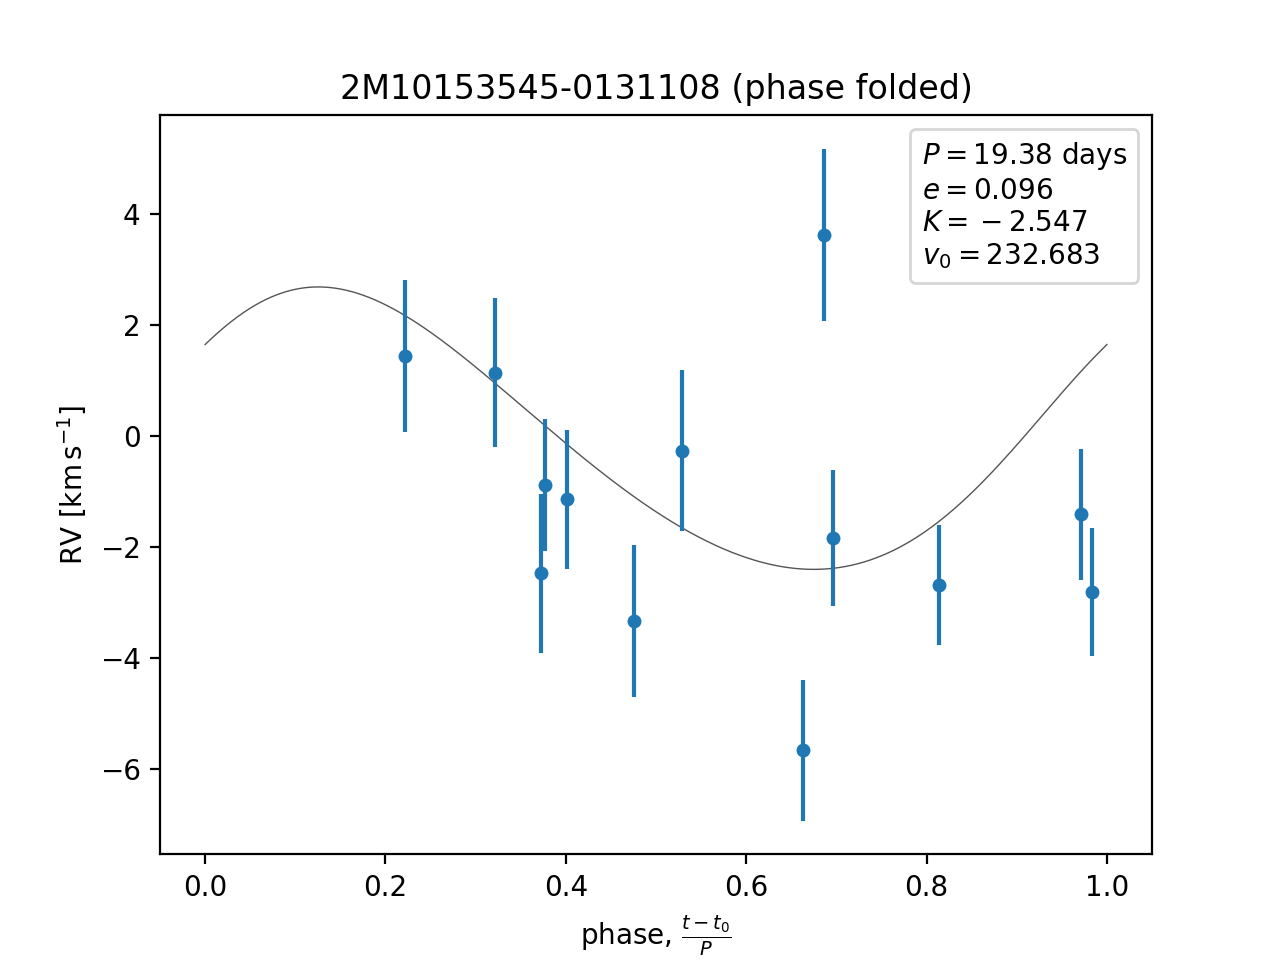 2M10153545-0131108 (phase folded)
P = 19.38 days
e = 0.096
K = −2.547
v₀ = 232.683
4
2
0
−2
−4
−6
RV [km s⁻¹]
0.0 0.2 0.4 0.6 0.8 1.0
phase, (t − t₀)/P